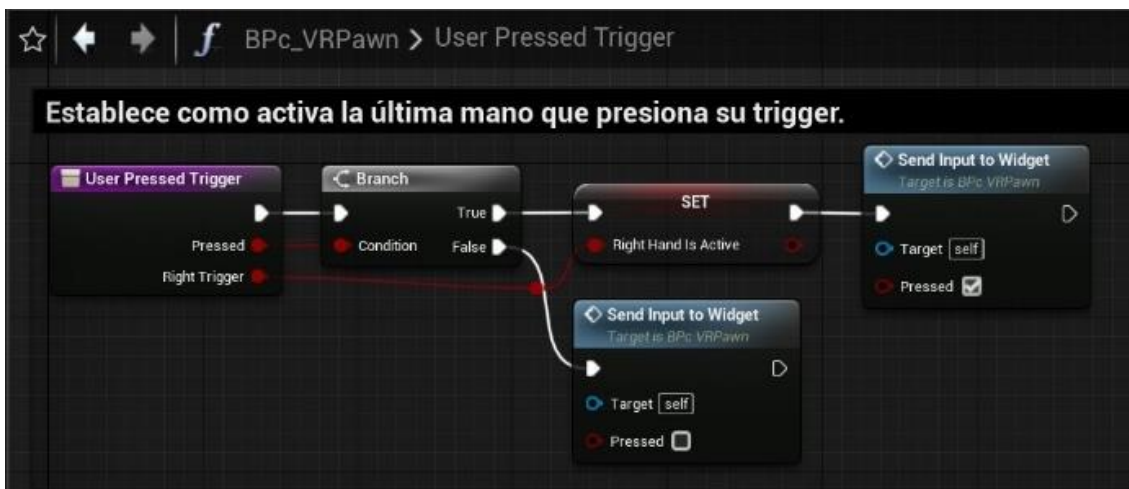 BPc_VRPawn > User Pressed Trigger
Establece como activa la última mano que presiona su trigger.
User Pressed Trigger
Pressed
Right Trigger
Branch
True
Condition
False
SET
Right Hand Is Active
Send Input to Widget
Target is BPc VRPawn
Target self
Pressed
Send Input to Widget
Target is BPc VRPawn
Target self
Pressed